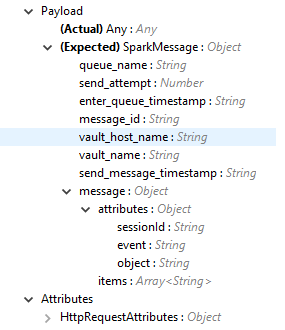 Payload
(Actual) Any : Any
(Expected) SparkMessage : Object
queue_name : String
send_attempt : Number
enter_queue_timestamp : String
message_id : String
vault_host_name : String
vault_name : String
send_message_timestamp : String
message : Object
attributes : Object
sessionId : String
event : String
object : String
items : Array<String>
Attributes
HttpRequestAttributes : Object